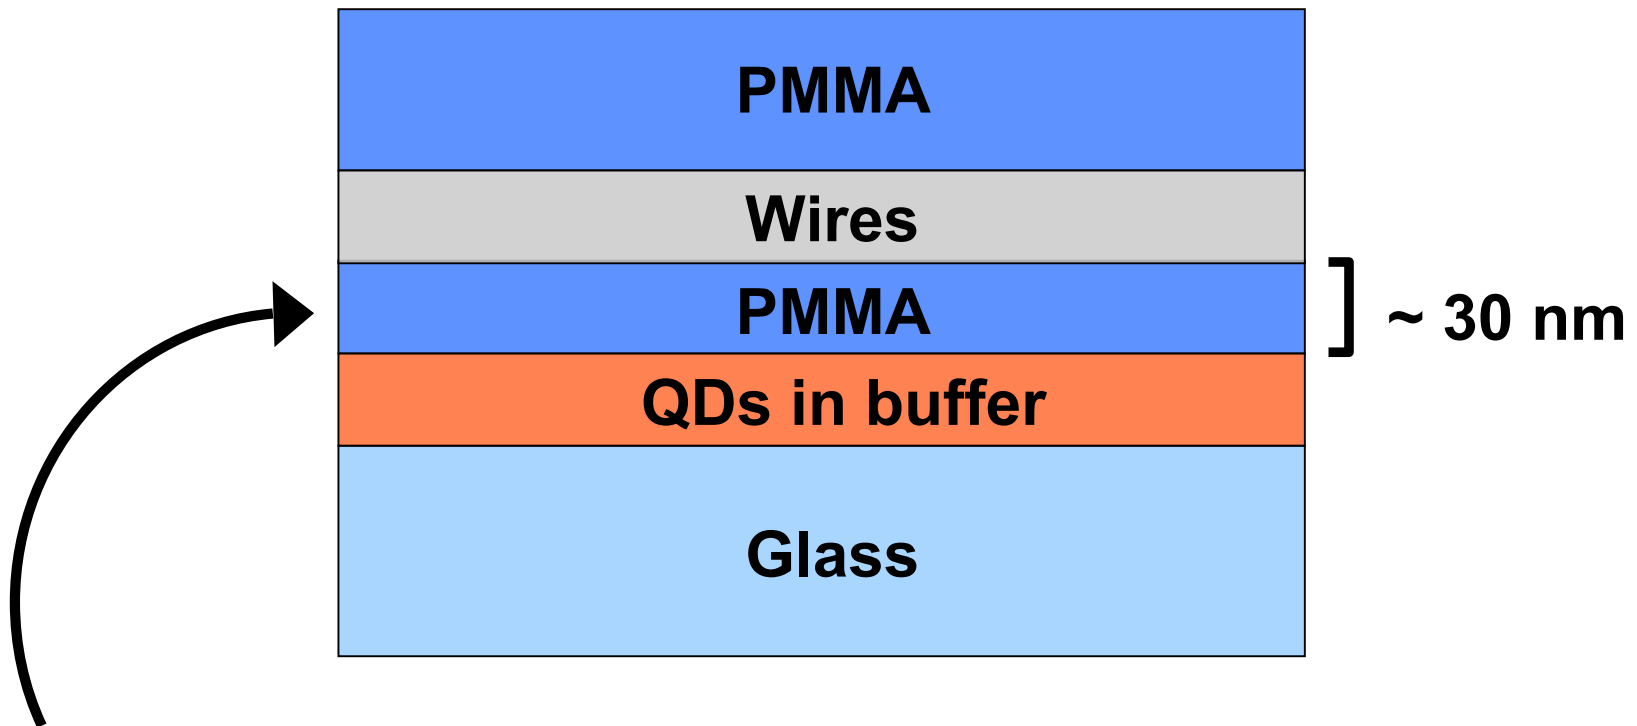 PMMA
Wires
PMMA
~ 30 nm
QDs in buffer
Glass